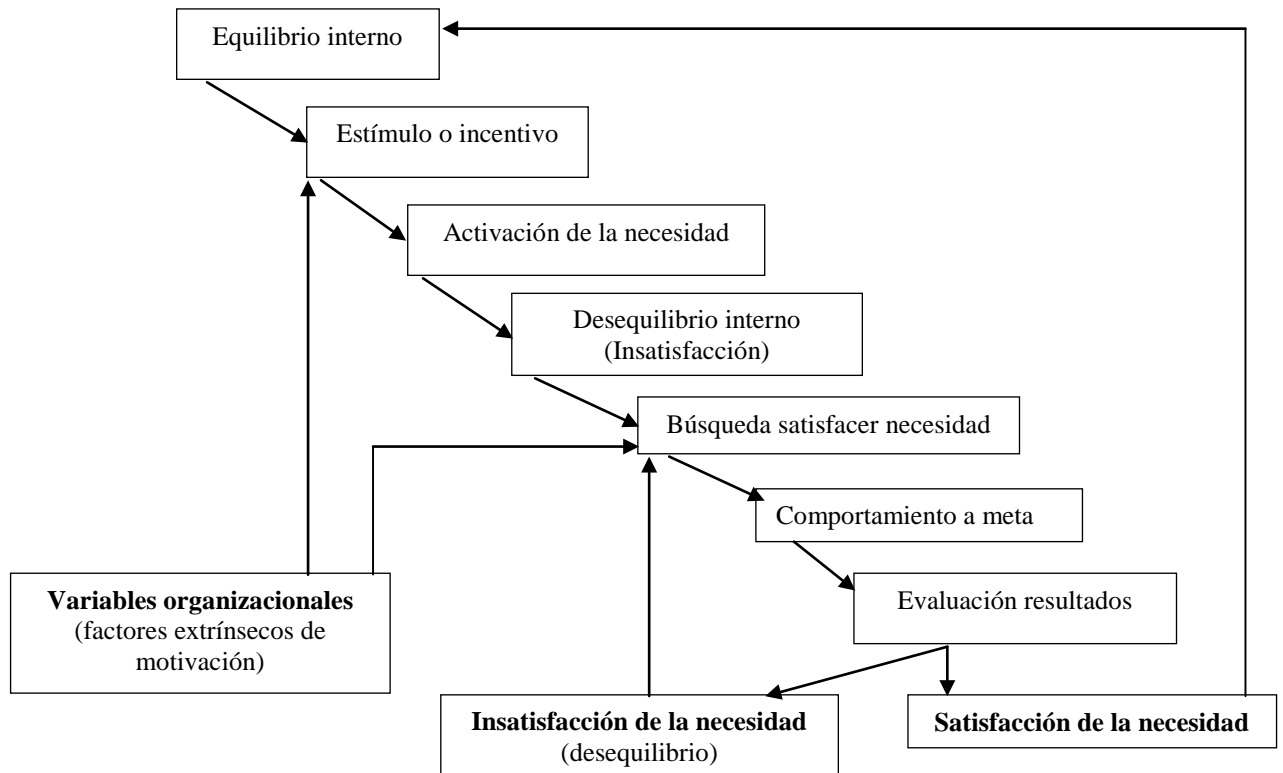 Equilibrio interno
Estímulo o incentivo
Activación de la necesidad
Desequilibrio interno
(Insatisfacción)
Búsqueda satisfacer necesidad
Comportamiento a meta
Variables organizacionales
(factores extrínsecos de
motivación)
Evaluación resultados
Insatisfacción de la necesidad
(desequilibrio)
Satisfacción de la necesidad